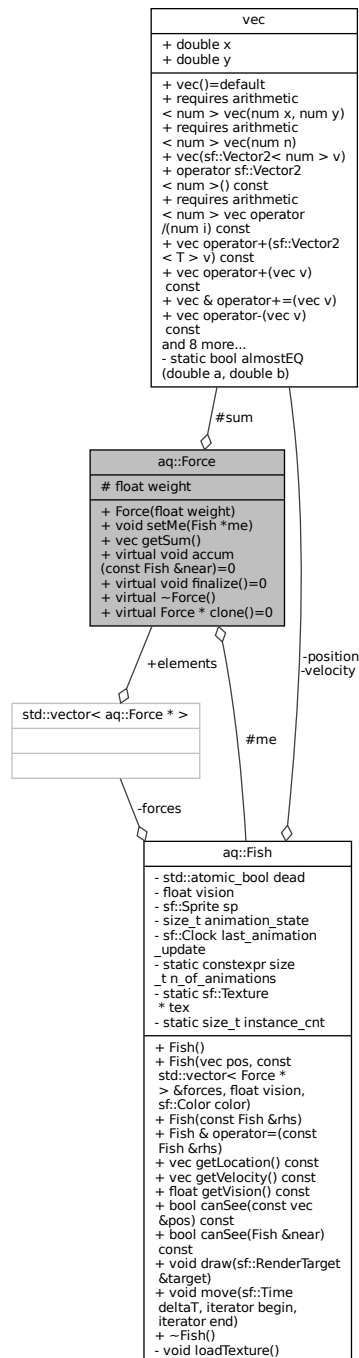 vec
+ double x
+ double y
+ vec()=default
+ requires arithmetic
< num > vec(num x, num y)
+ requires arithmetic
< num > vec(num n)
+ vec(sf::Vector2< num > v)
+ operator sf::Vector2
< num >() const
+ requires arithmetic
< num > vec operator
/(num i) const
+ vec operator+(sf::Vector2
< T > v) const
+ vec operator+(vec v)
const
+ vec & operator+=(vec v)
+ vec operator-(vec v)
const
and 8 more...
- static bool almostEQ
(double a, double b)
#sum
aq::Force
# float weight
+ Force(float weight)
+ void setMe(Fish *me)
+ vec getSum()
+ virtual void accum
(const Fish &near)=0
+ virtual void finalize()=0
+ virtual ~Force()
+ virtual Force * clone()=0
-position
-velocity
+elements
std::vector< aq::Force * >
#me
-forces
aq::Fish
- std::atomic_bool dead
- float vision
- sf::Sprite sp
- size_t animation_state
- sf::Clock last_animation
_update
- static constexpr size
_t n_of_animations
- static sf::Texture
* tex
- static size_t instance_cnt
+ Fish()
+ Fish(vec pos, const
std::vector< Force *
> &forces, float vision,
sf::Color color)
+ Fish(const Fish &rhs)
+ Fish & operator=(const
Fish &rhs)
+ vec getLocation() const
+ vec getVelocity() const
+ float getVision() const
+ bool canSee(const vec
&pos) const
+ bool canSee(Fish &near)
const
+ void draw(sf::RenderTarget
&target)
+ void move(sf::Time
deltaT, iterator begin,
iterator end)
+ ~Fish()
- void loadTexture()